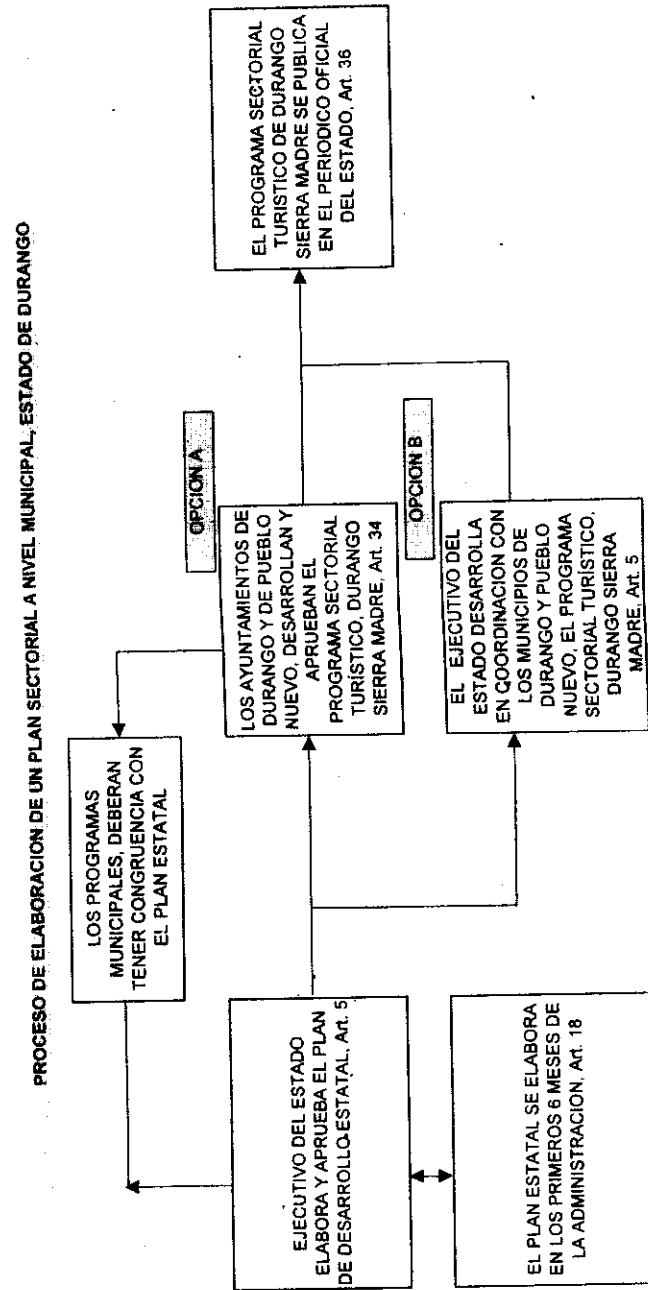 PROCESO DE ELABORACION DE UN PLAN SECTORIAL A NIVEL MUNICIPAL, ESTADO DE DURANGO
LOS PROGRAMAS
MUNICIPALES, DEBERAN
TENER CONGRUENCIA CON
EL PLAN ESTATAL
EJECUTIVO DEL ESTADO
ELABORA Y APRUEBA EL PLAN
DE DESARROLLO ESTATAL, Art. 5
EL PLAN ESTATAL SE ELABORA
EN LOS PRIMEROS 6 MESES DE
LA ADMINISTRACION, Art. 18
OPCION A
LOS AYUNTAMIENTOS DE
DURANGO Y DE PUEBLO
NUEVO, DESARROLLAN Y
APRUEBAN EL
PROGRAMA SECTORIAL
TURÍSTICO, DURANGO
SIERRA MADRE, Art. 34
OPCION B
EL EJECUTIVO DEL
ESTADO DESARROLLA
EN COORDINACION CON
LOS MUNICIPIOS DE
DURANGO Y PUEBLO
NUEVO, EL PROGRAMA
SECTORIAL TURÍSTICO,
DURANGO SIERRA
MADRE, Art. 5
EL PROGRAMA SECTORIAL
TURISTICO DE DURANGO
SIERRA MADRE SE PUBLICA
EN EL PERIODICO OFICIAL
DEL ESTADO, Art. 36